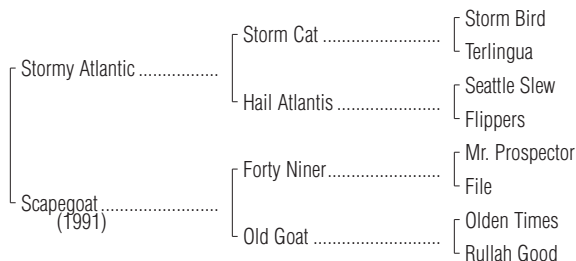 Storm Bird
Storm Cat ..........................
Terlingua
Stormy Atlantic .................
Seattle Slew
Hail Atlantis .......................
Flippers
Mr. Prospector
Forty Niner.........................
File
Scapegoat.........................
(1991)
Olden Times
Old Goat ............................
Rullah Good